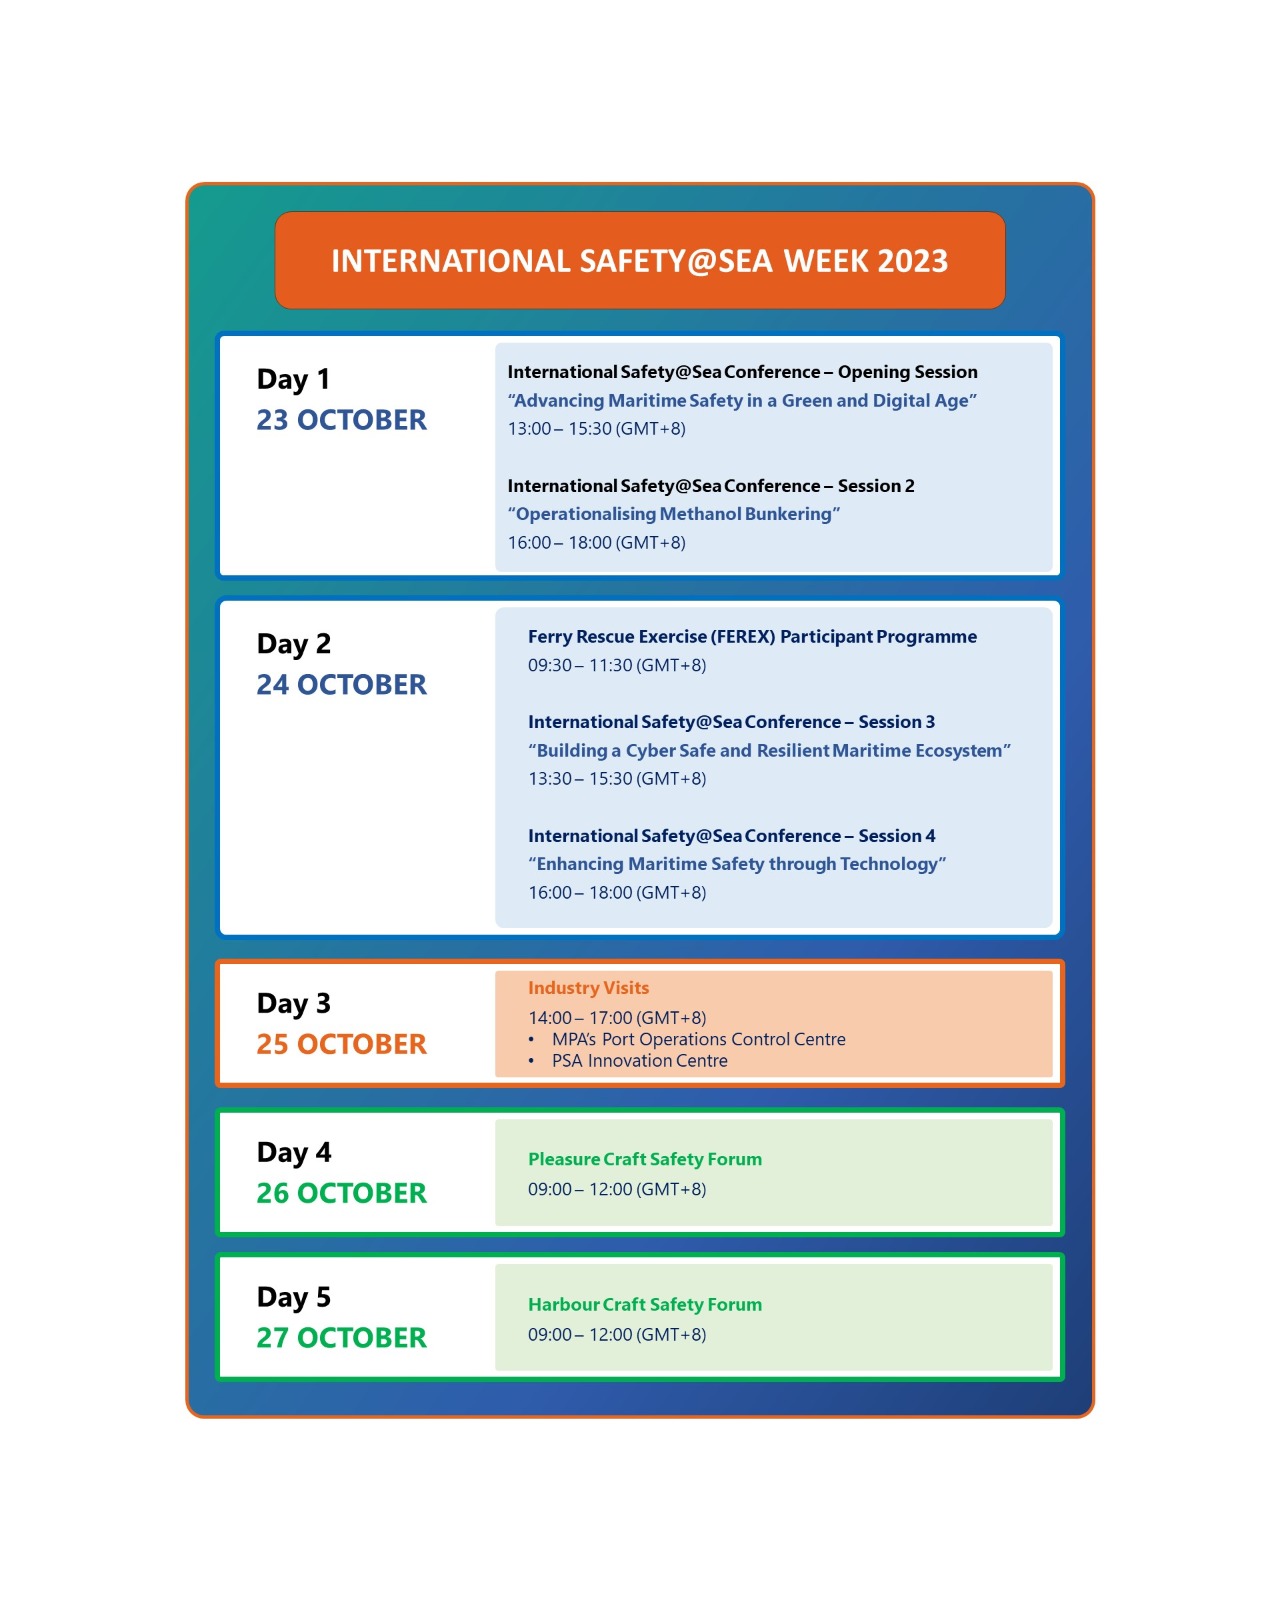 INTERNATIONAL SAFETY@SEA WEEK 2023
Day 1
23 OCTOBER
International Safety@Sea Conference – Opening Session
“Advancing Maritime Safety in a Green and Digital Age”
13:00 – 15:30 (GMT+8)
International Safety@Sea Conference – Session 2
“Operationalising Methanol Bunkering”
16:00 – 18:00 (GMT+8)
Day 2
24 OCTOBER
Ferry Rescue Exercise (FEREX) Participant Programme
09:30 – 11:30 (GMT+8)
International Safety@Sea Conference – Session 3
“Building a Cyber Safe and Resilient Maritime Ecosystem”
13:30 – 15:30 (GMT+8)
International Safety@Sea Conference – Session 4
“Enhancing Maritime Safety through Technology”
16:00 – 18:00 (GMT+8)
Day 3
25 OCTOBER
Industry Visits
14:00 – 17:00 (GMT+8)
• MPA’s Port Operations Control Centre
• PSA Innovation Centre
Day 4
26 OCTOBER
Pleasure Craft Safety Forum
09:00 – 12:00 (GMT+8)
Day 5
27 OCTOBER
Harbour Craft Safety Forum
09:00 – 12:00 (GMT+8)